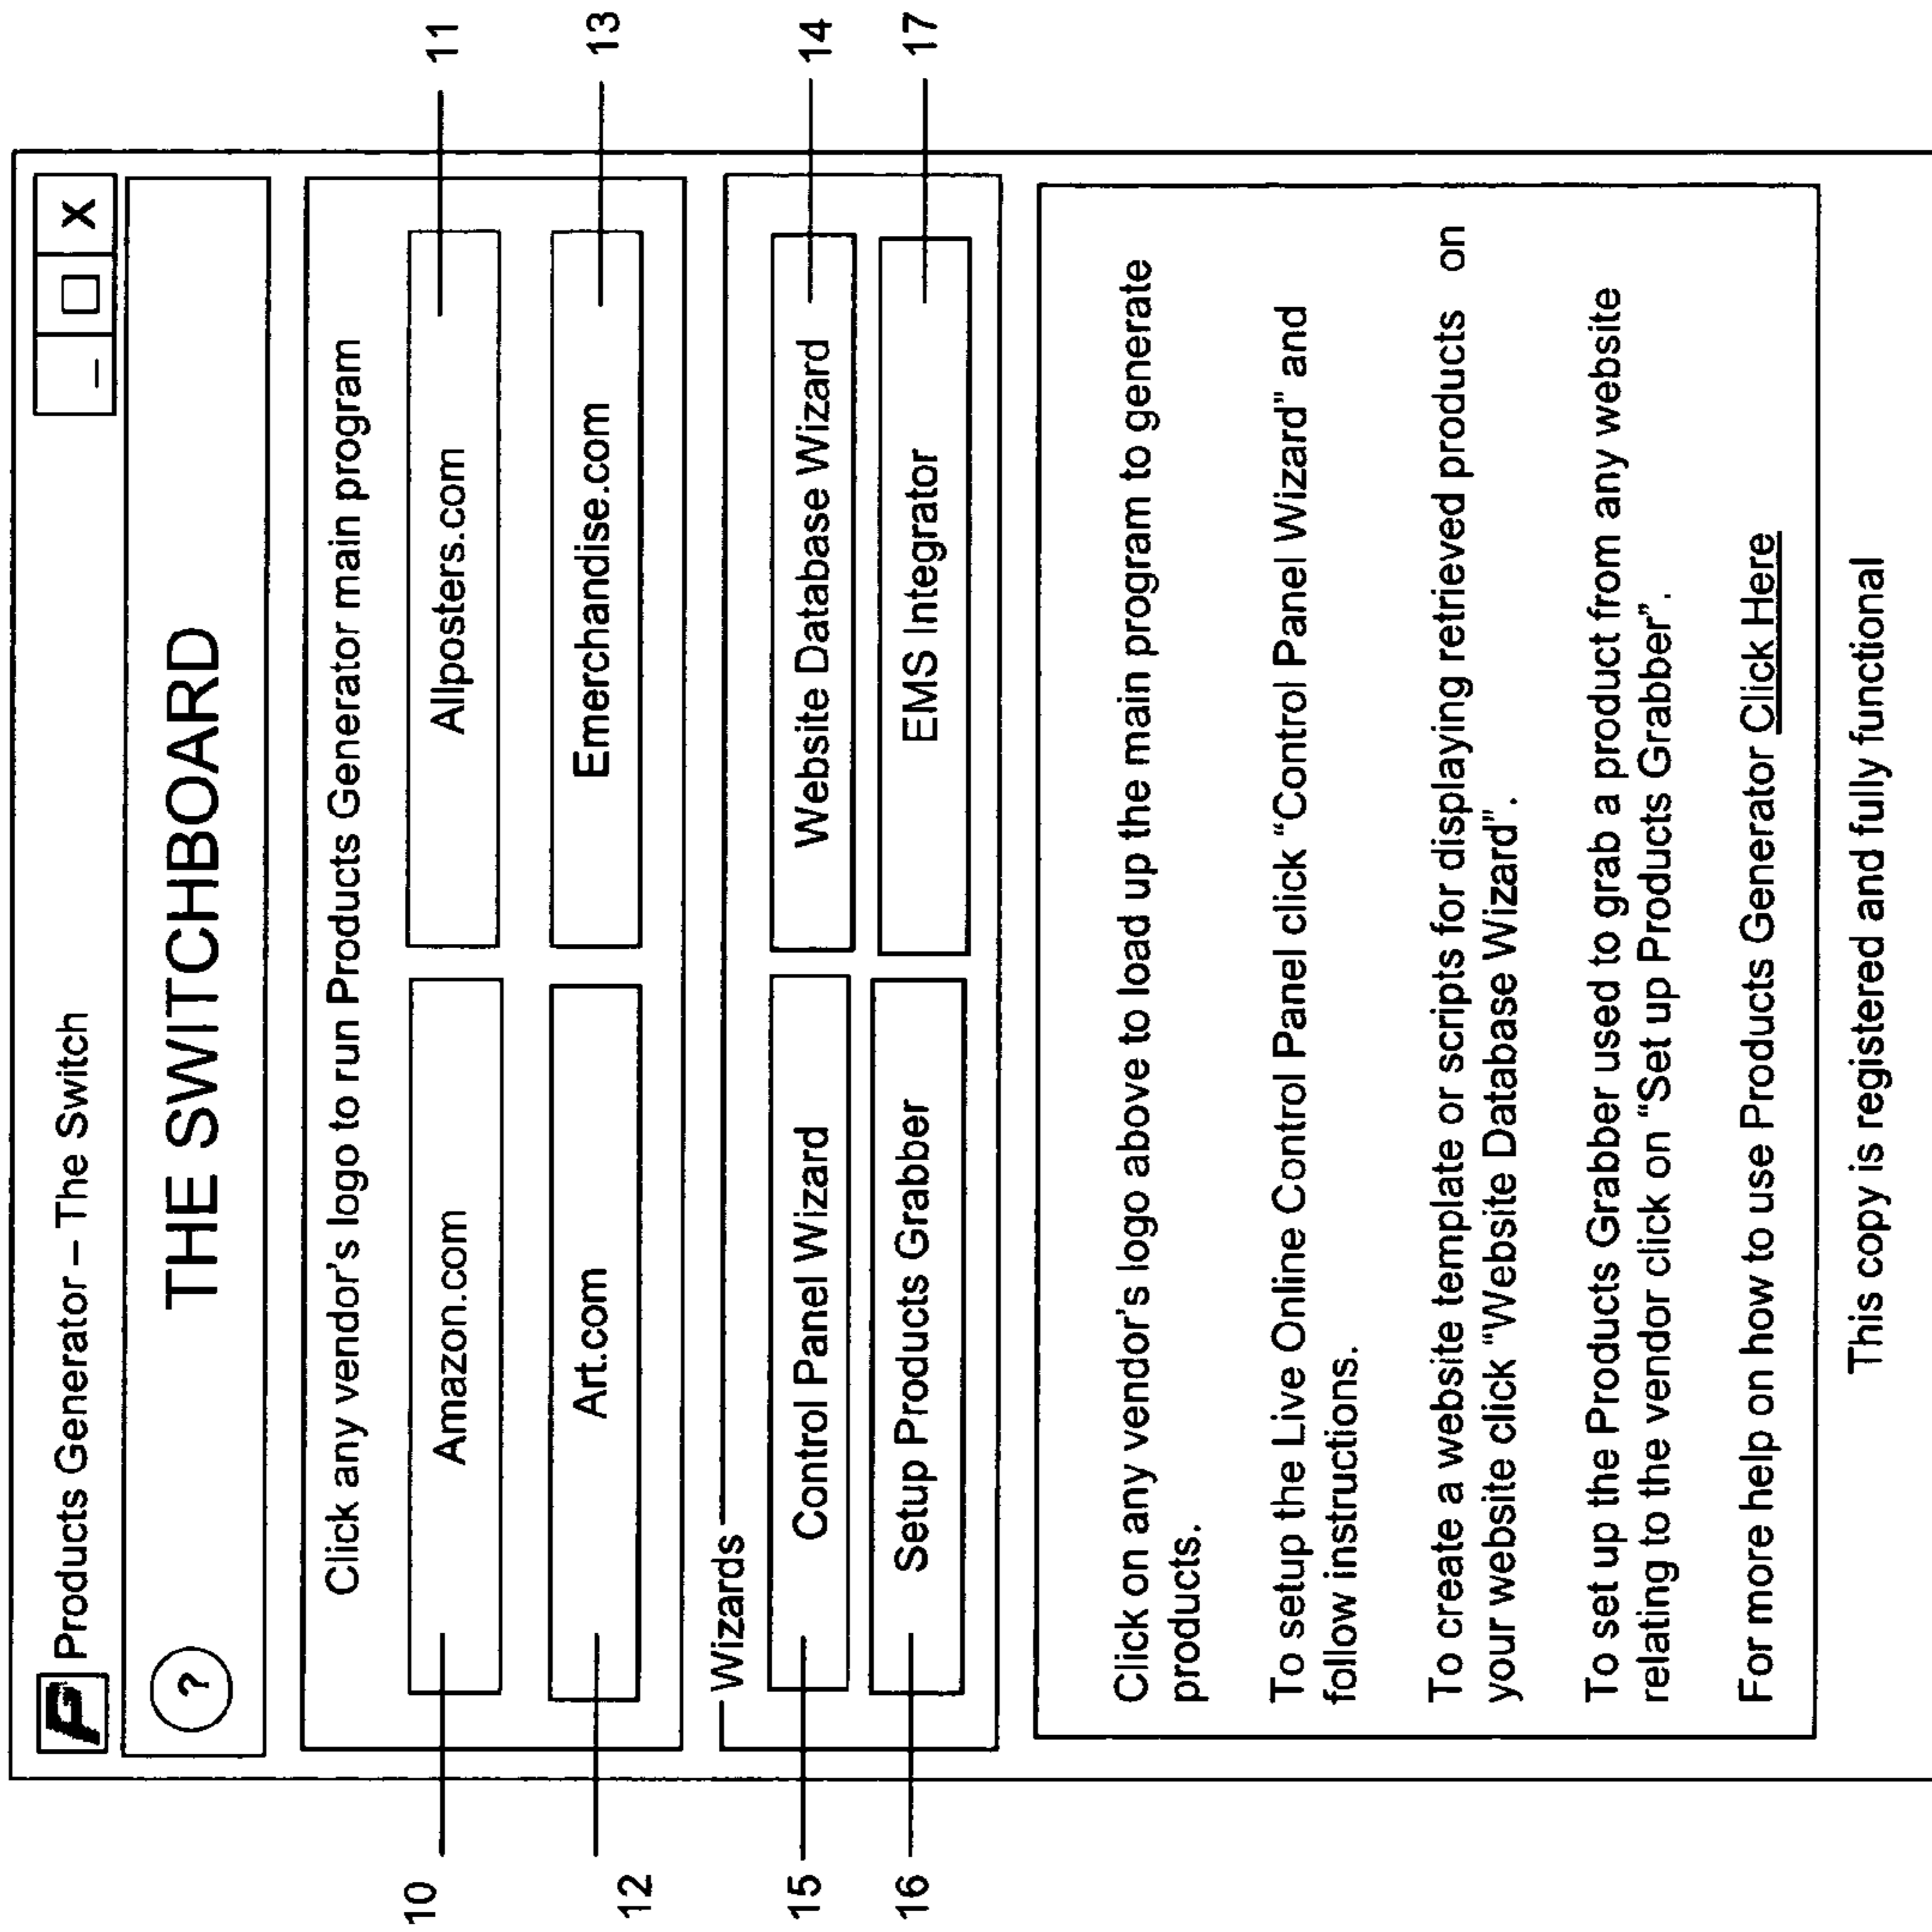 Products Generator – The Switch
_ X
?
THE SWITCHBOARD
Click any vendor's logo to run Products Generator main program
10 Amazon.com Allposters.com 11
12 Art.com Emerchandise.com 13
Wizards
15 Control Panel Wizard Website Database Wizard 14
16 Setup Products Grabber EMS Integrator 17
Click on any vendor's logo above to load up the main program to generate
products.
To setup the Live Online Control Panel click “Control Panel Wizard” and
follow instructions.
To create a website template or scripts for displaying retrieved products on
your website click “Website Database Wizard”.
To set up the Products Grabber used to grab a product from any website
relating to the vendor click on “Set up Products Grabber”.
For more help on how to use Products Generator Click Here
This copy is registered and fully functional